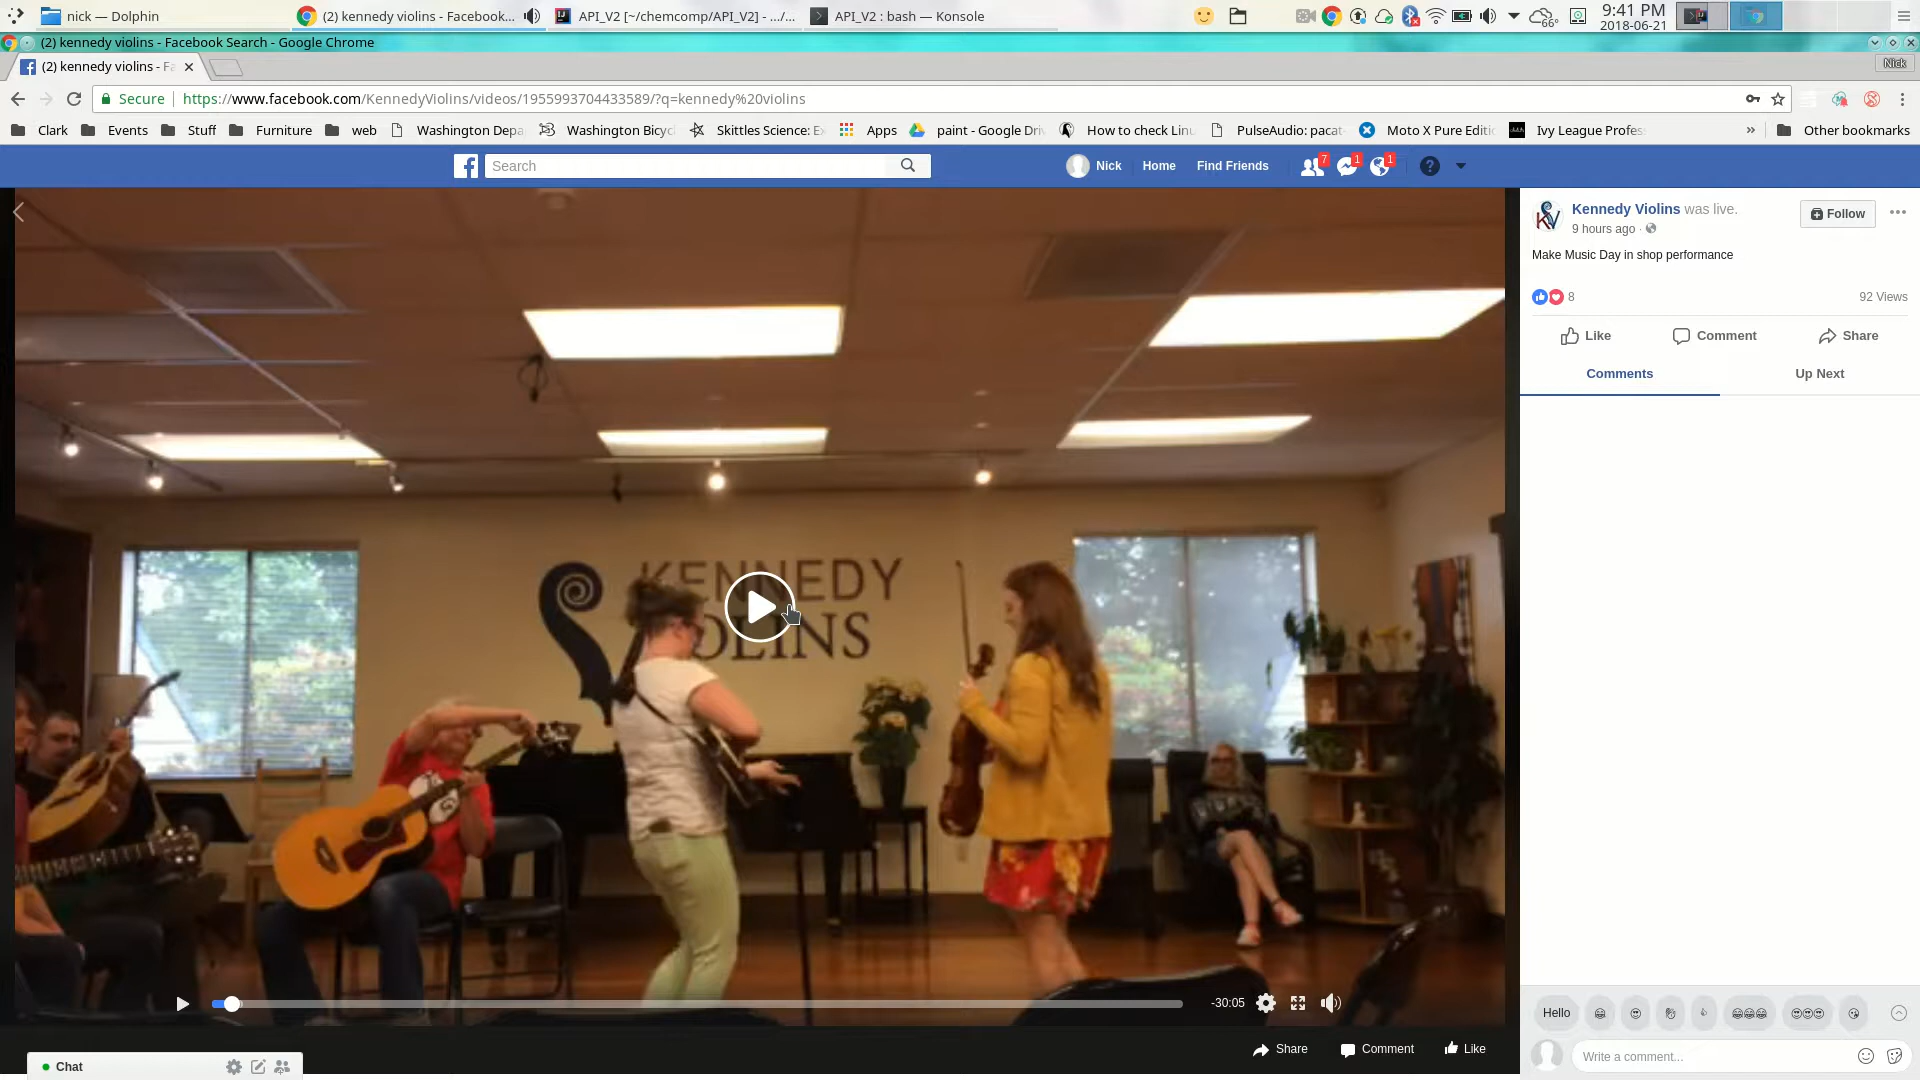 nick — Dolphin
(2) kennedy violins - Facebook...
API_V2 [~/chemcomp/API_V2] - .../...
API_V2 : bash — Konsole
66°
9:41 PM
2018-06-21
(2) kennedy violins - Facebook Search - Google Chrome
(2) kennedy violins - Fa
Nick
Secure
https://www.facebook.com/KennedyViolins/videos/1955993704433589/?q=kennedy%20violins
Clark
Events
Stuff
Furniture
web
Washington Depa
Washington Bicyc
Skittles Science: Ex
Apps
paint - Google Driv
How to check Linu
PulseAudio: pacat-
Moto X Pure Editio
Ivy League Profes
»
Other bookmarks
Search
Nick
Home
Find Friends
7
1
1
Kennedy Violins was live.
Follow
9 hours ago ·
Make Music Day in shop performance
8
92 Views
Like
Comment
Share
Comments
Up Next
KENNEDY
VIOLINS
-30:05
Share
Comment
Like
Hello
Write a comment...
Chat